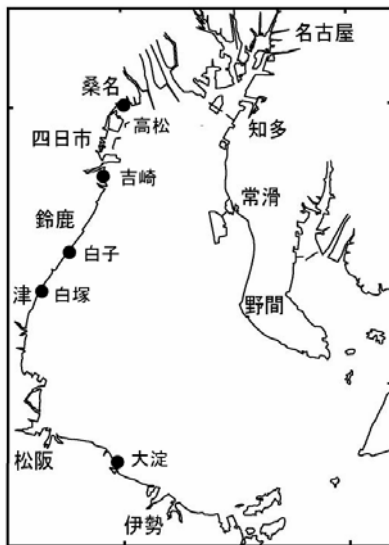 名古屋
桑名
高松
知多
四日市
吉崎
常滑
鈴鹿
白子
津
白塚
野間
松阪
大淀
伊勢